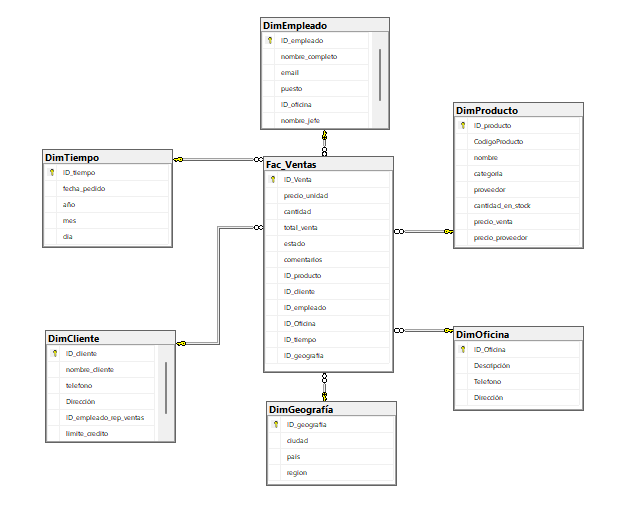 DimEmpleado
ID_empleado
nombre_completo
email
puesto
ID_oficina
nombre_jefe
DimProducto
ID_producto
CodigoProducto
nombre
categoria
proveedor
cantidad_en_stock
precio_venta
precio_proveedor
DimTiempo
ID_tiempo
fecha_pedido
año
mes
dia
Fac_Ventas
ID_Venta
precio_unidad
cantidad
total_venta
estado
comentarios
ID_producto
ID_cliente
ID_empleado
ID_Oficina
ID_tiempo
ID_geografia
DimCliente
ID_cliente
nombre_cliente
telefono
Dirección
ID_empleado_rep_ventas
limite_credito
DimOficina
ID_Oficina
Descripción
Telefono
Dirección
DimGeografía
ID_geografia
ciudad
pais
region